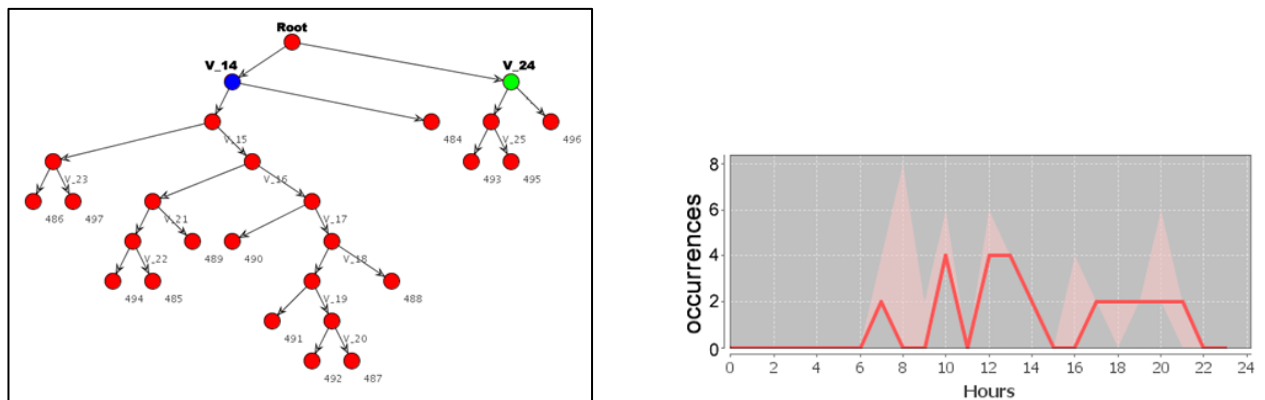 Root
V_14
V_24
V_15
484
V_25
496
V_23
V_16
493
495
486
497
V_21
V_17
V_22
489
490
V_18
494
485
V_19
488
491
V_20
492
487
occurrences
8
6
4
2
0
0 2 4 6 8 10 12 14 16 18 20 22 24
Hours